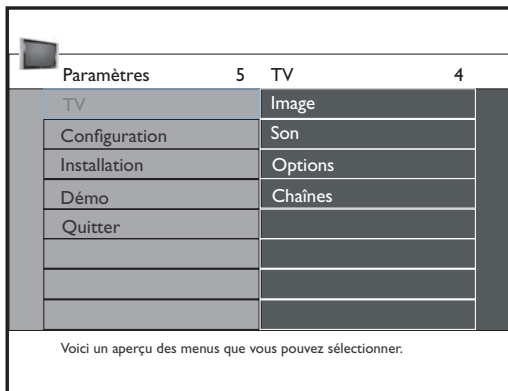 Paramètres 5 TV 4
TV Image
Configuration Son
Installation Options
Démo Chaînes
Quitter
Voici un aperçu des menus que vous pouvez sélectionner.